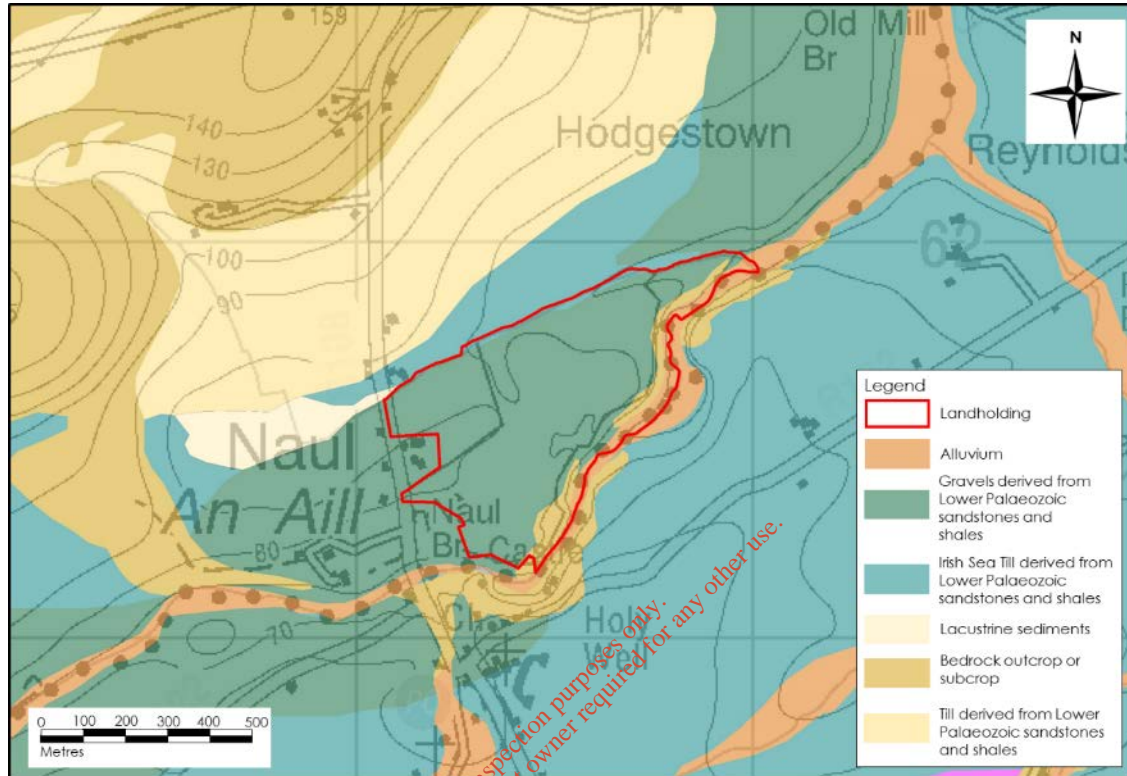 159
Old Mill
Br
N
140
130
Hodgestown
Reynolds
100
90
62
Naul
An Aill
Naul
Br
Castle
80
70
Ch
Holy
Well
Legend
Landholding
Alluvium
Gravels derived from
Lower Palaeozoic
sandstones and
shales
Irish Sea Till derived from
Lower Palaeozoic
sandstones and shales
Lacustrine sediments
Bedrock outcrop or
subcrop
Till derived from Lower
Palaeozoic sandstones
and shales
0 100 200 300 400 500
Metres
nspection purposes only.
owner required for any other use.